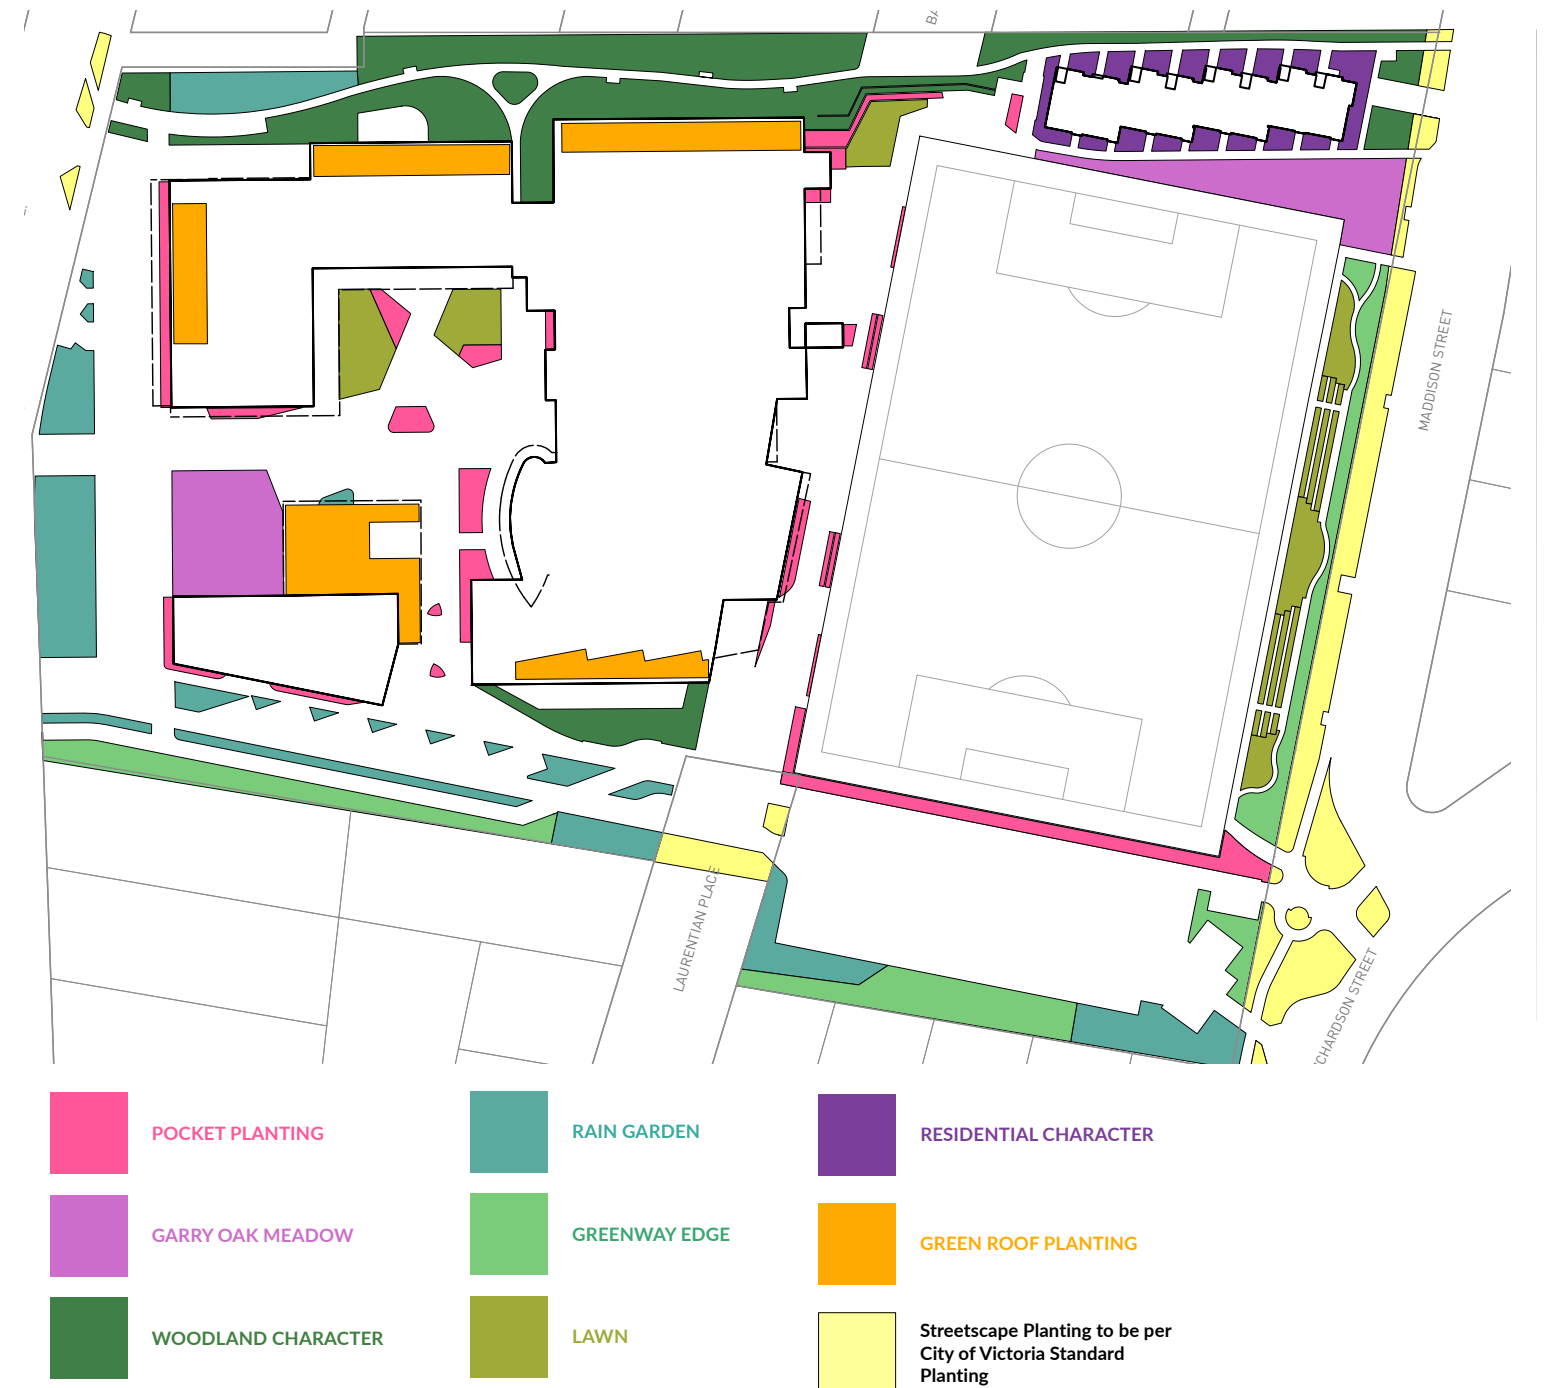 MADDISON STREET
LAURENTIAN PLACE
CHARDSON STREET
POCKET PLANTING
RAIN GARDEN
RESIDENTIAL CHARACTER
GARRY OAK MEADOW
GREENWAY EDGE
GREEN ROOF PLANTING
WOODLAND CHARACTER
LAWN
Streetscape Planting to be per
City of Victoria Standard
Planting